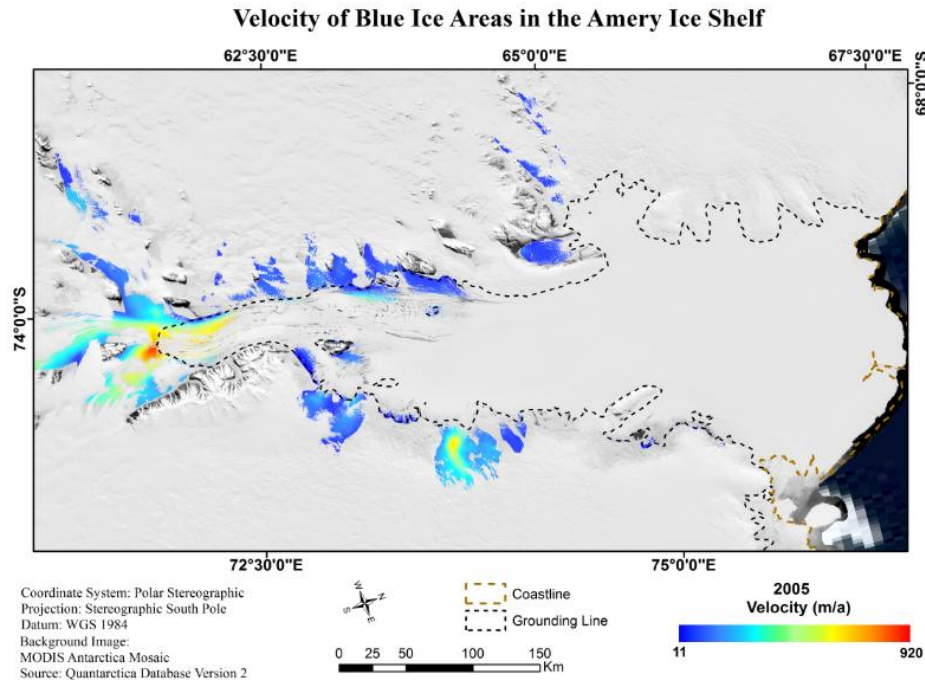 Velocity of Blue Ice Areas in the Amery Ice Shelf
62°30'0"E 65°0'0"E 67°30'0"E
68°0'0"S
74°0'0"S
72°30'0"E 75°0'0"E
Coordinate System: Polar Stereographic
Projection: Stereographic South Pole
Datum: WGS 1984
Background Image:
MODIS Antarctica Mosaic
Source: Quantarctica Database Version 2
W N
S E
0 25 50 100 150
Km
Coastline
Grounding Line
2005
Velocity (m/a)
11 920